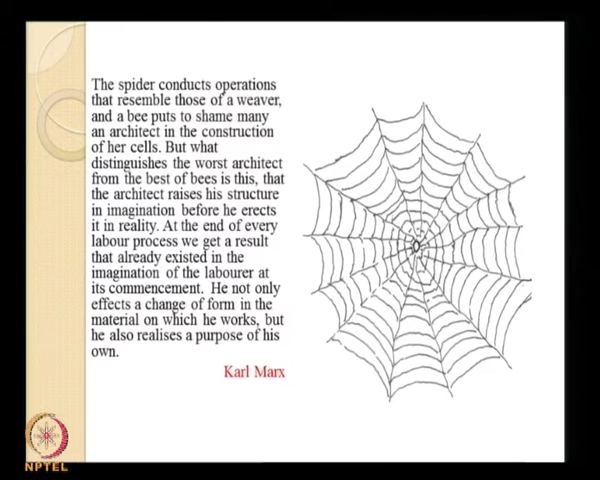 The spider conducts operations
that resemble those of a weaver,
and a bee puts to shame many
an architect in the construction
of her cells. But what
distinguishes the worst architect
from the best of bees is this, that
the architect raises his structure
in imagination before he erects
it in reality. At the end of every
labour process we get a result
that already existed in the
imagination of the labourer at
its commencement. He not only
effects a change of form in the
material on which he works, but
he also realises a purpose of his
own.
Karl Marx
NPTEL